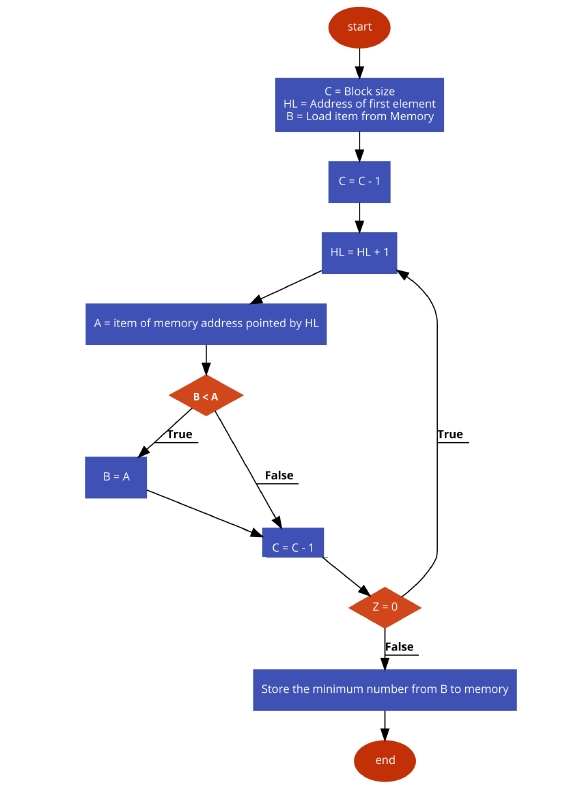 start
C = Block size
HL = Address of first element
B = Load item from Memory
C = C - 1
HL = HL + 1
A = item of memory address pointed by HL
B < A
True
False
True
B = A
C = C - 1
Z = 0
False
Store the minimum number from B to memory
end